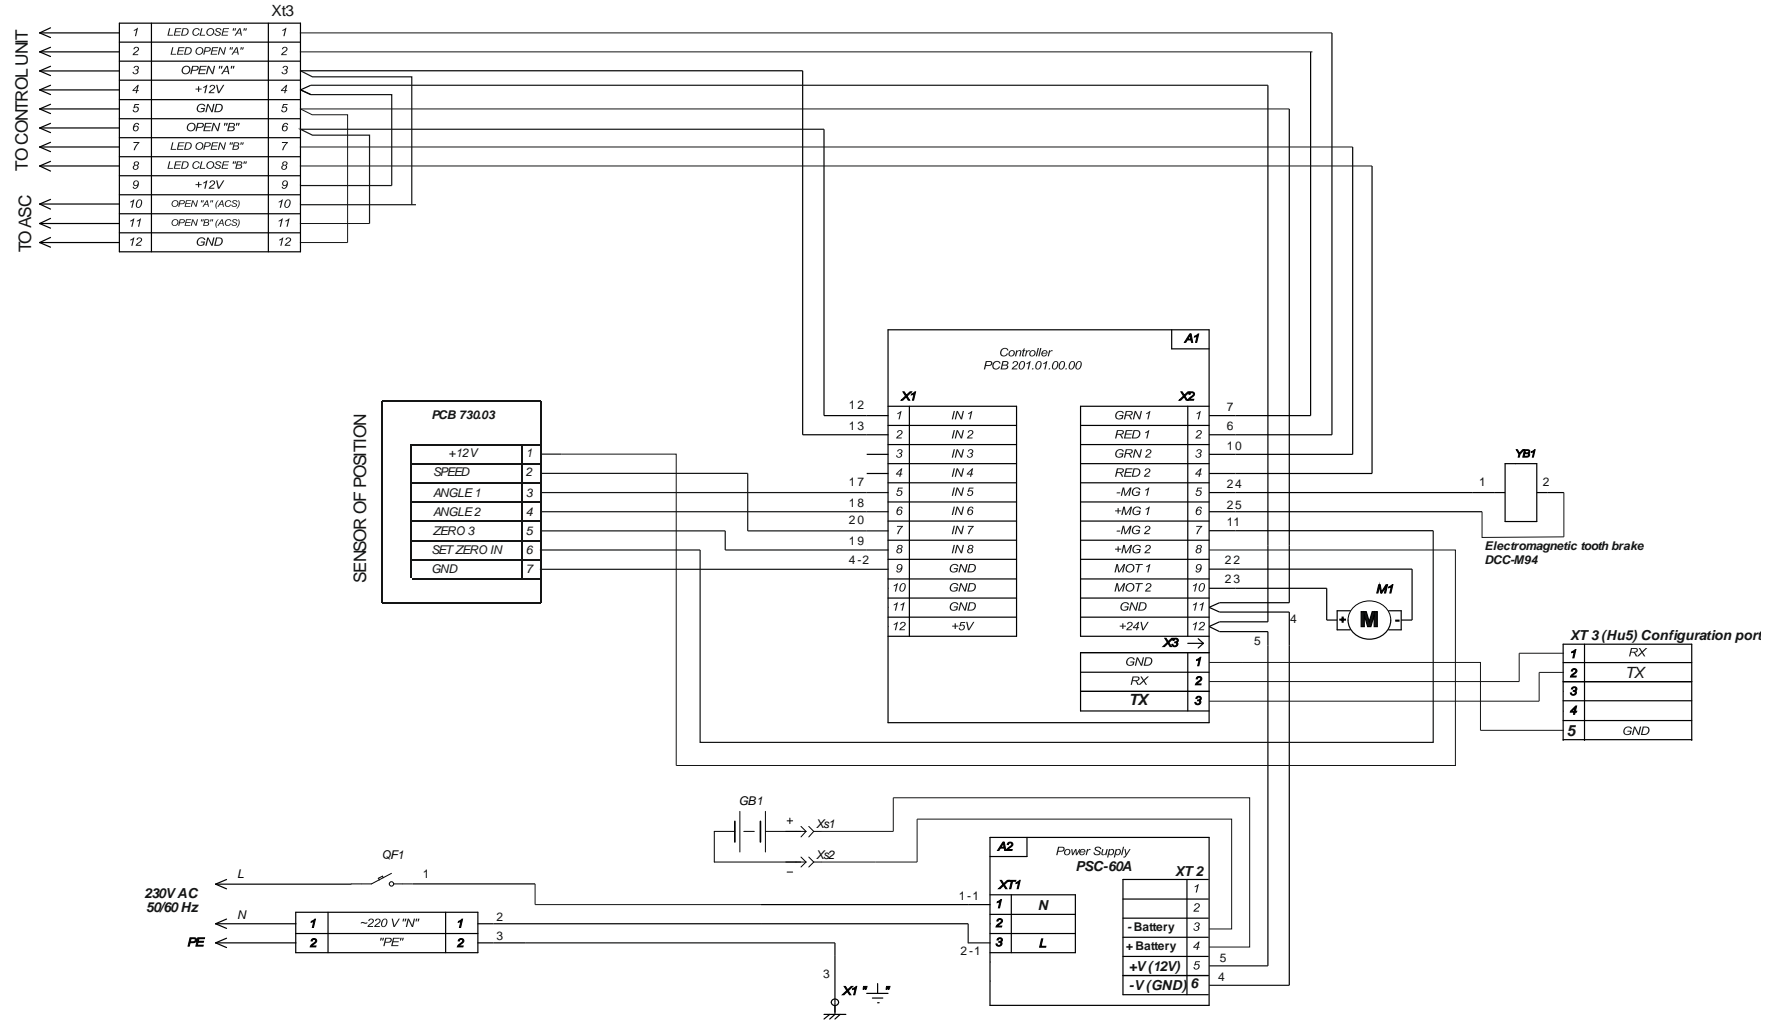 Xt3
TO CONTROL UNIT
1 LED CLOSE "A" 1
2 LED OPEN "A" 2
3 OPEN "A" 3
4 +12V 4
5 GND 5
6 OPEN "B" 6
7 LED OPEN "B" 7
8 LED CLOSE "B" 8
9 +12V 9
TO ASC
10 OPEN "A" (ACS) 10
11 OPEN "B" (ACS) 11
12 GND 12
SENSOR OF POSITION
PCB 730.03
+12V 1
SPEED 2
ANGLE 1 3
ANGLE 2 4
ZERO 3 5
SET ZERO IN 6
GND 7
A1
Controller
PCB 201.01.00.00
X1
12
1 IN 1
13
2 IN 2
3 IN 3
4 IN 4
17
5 IN 5
18
6 IN 6
20
7 IN 7
19
8 IN 8
4-2
9 GND
10 GND
11 GND
12 +5V
X2
GRN 1 1 7
RED 1 2 6
GRN 2 3 10
RED 2 4
-MG 1 5 24
+MG 1 6 25
-MG 2 7 11
+MG 2 8
MOT 1 9 22
MOT 2 10 23
GND 11 4
+24V 12 5
X3
GND 1
RX 2
TX 3
YB1
1 2
Electromagnetic tooth brake
DCC-M94
M1
+ M -
XT 3 (Hu5) Configuration port
1 RX
2 TX
3
4
5 GND
GB1
+ Xs1
- Xs2
QF1
L 1
230V AC
50/60 Hz
N
1 ~220 V "N" 1 2
PE
2 "PE" 2 3
3
X1 " "
A2
Power Supply
PSC-60A
XT1
1-1
1 N
2
3 L
2-1
XT 2
1
2
- Battery 3
+ Battery 4
+V (12V) 5 5
-V (GND) 6 4